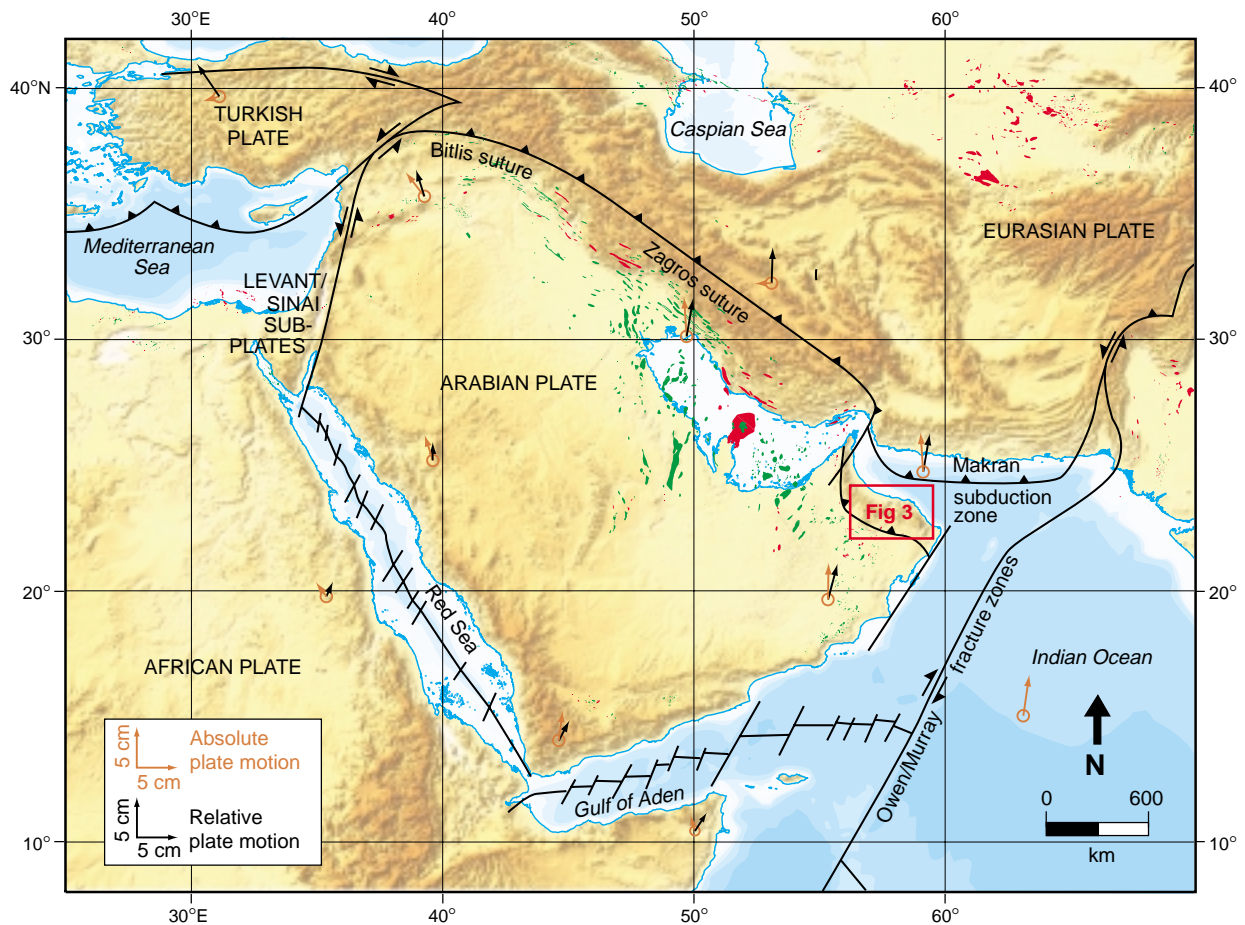 30°E
40°
50°
60°
40°N
40°
TURKISH
PLATE
Caspian Sea
Bitlis suture
EURASIAN PLATE
Mediterranean
Sea
Zagros suture
LEVANT/
SINAI
SUB-
PLATES
30°
30°
ARABIAN PLATE
Makran
subduction
zone
Fig 3
20°
20°
Red Sea
fracture zones
AFRICAN PLATE
Indian Ocean
Owen/Murray
N
Gulf of Aden
5 cm
5 cm
Absolute
plate motion
5 cm
5 cm
Relative
plate motion
0
600
km
10°
10°
30°E
40°
50°
60°